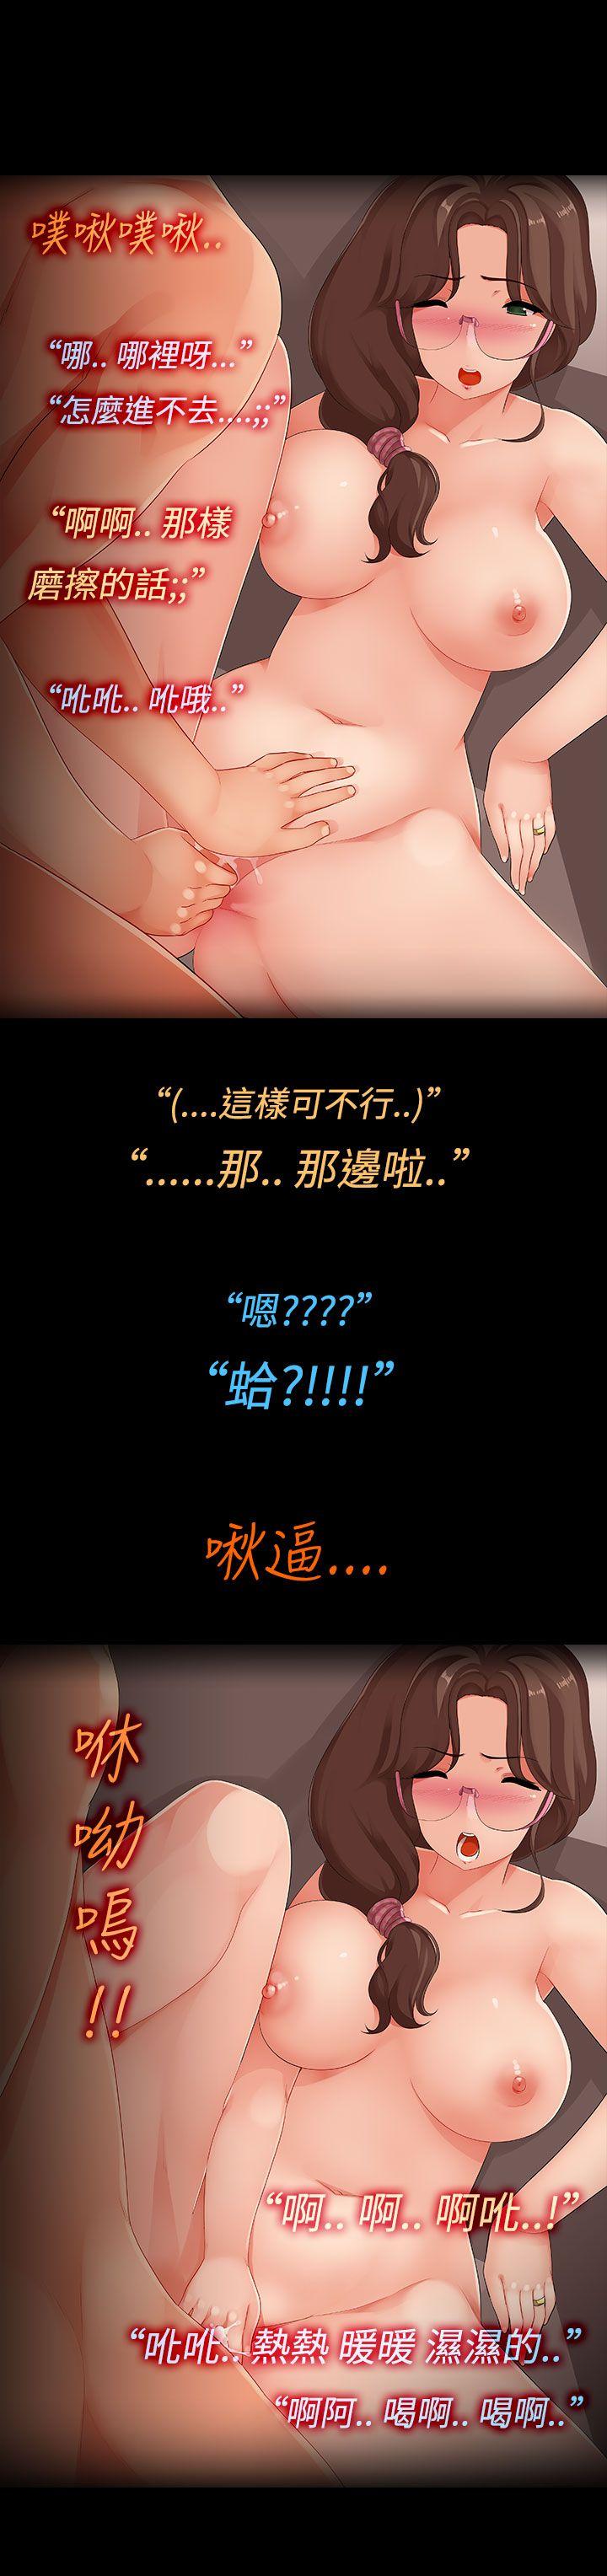 噗啾噗啾..
“哪.. 哪裡呀...”
“怎麼進不去....;;”
“啊啊.. 那樣
磨擦的話;;”
“吪吪.. 吪哦..”
“(....這樣可不行..)”
“......那.. 那邊啦..”
“嗯????”
“蛤?!!!!”
啾逼....
咻呦嗚!!
“啊.. 啊.. 啊吪..!”
“吪吪.. 熱熱 暖暖 濕濕的..”
“啊阿.. 喝啊.. 喝啊..”